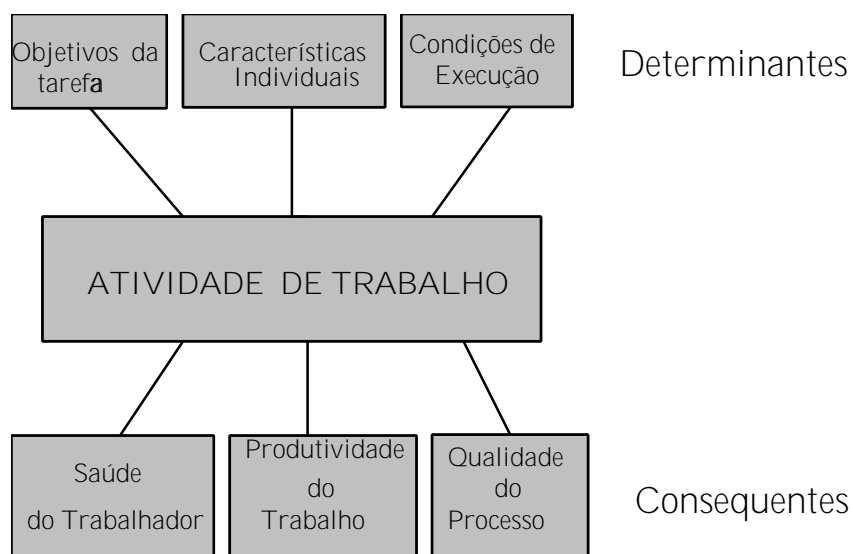 Objetivos da
tarefa
Características
Individuais
Condições de
Execução
Determinantes
ATIVIDADE DE TRABALHO
Saúde
do Trabalhador
Produtividade
do
Trabalho
Qualidade
do
Processo
Consequentes